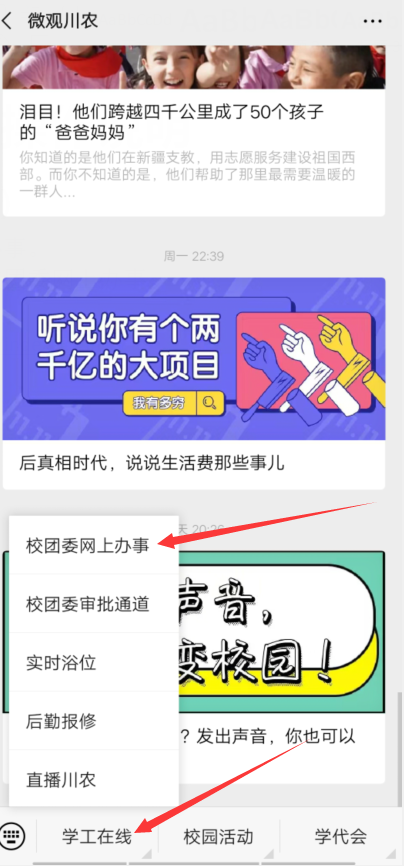 微观川农
泪目！他们跨越四千公里成了50个孩子
的“爸爸妈妈”
你知道的是他们在新疆支教，用志愿服务建设祖国西
部。而你不知道的是，他们帮助了那里最需要温暖的
一群人...
周一 22:39
听说你有个两
千亿的大项目
我有多穷
后真相时代，说说生活费那些事儿
天 20:26
声音，
变校园！
？发出声音，你也可以
校团委网上办事
校团委审批通道
实时浴位
后勤报修
直播川农
学工在线
校园活动
学代会